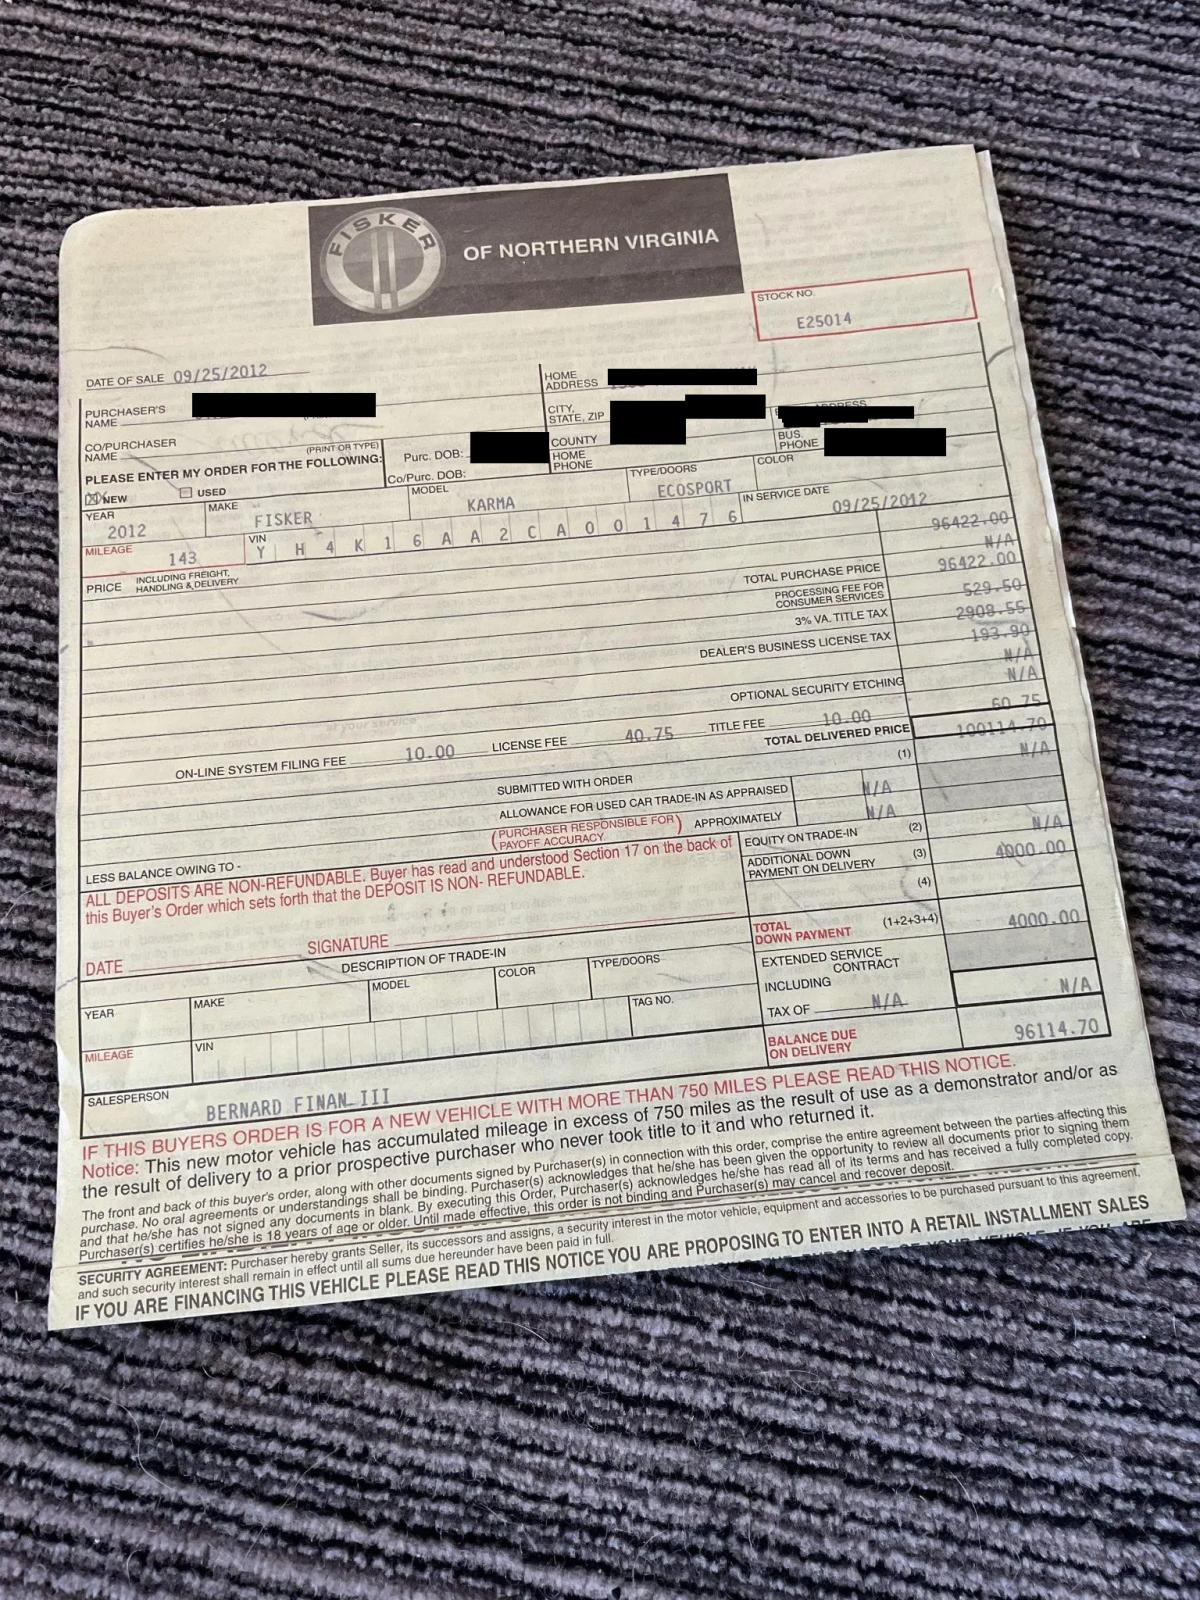 FISKER
OF NORTHERN VIRGINIA
STOCK NO.
E25014
DATE OF SALE 09/25/2012
HOME ADDRESS
PURCHASER'S NAME
CITY, STATE, ZIP
ADDRESS
CO/PURCHASER NAME
(PRINT OR TYPE)
Purc. DOB:
COUNTY
BUS. PHONE
PLEASE ENTER MY ORDER FOR THE FOLLOWING:
Co/Purc. DOB:
HOME PHONE
NEW USED
YEAR 2012
MAKE FISKER
MODEL KARMA
TYPE/DOORS ECOSPORT
COLOR
MILEAGE 143
VIN Y H 4 K 1 6 A A 2 C A 0 0 1 4 7 6
IN SERVICE DATE 09/25/2012
PRICE INCLUDING FREIGHT, HANDLING & DELIVERY
96422.00
N/A
TOTAL PURCHASE PRICE 96422.00
PROCESSING FEE FOR CONSUMER SERVICES 529.50
3% VA. TITLE TAX 2908.55
DEALER'S BUSINESS LICENSE TAX 193.90
N/A
OPTIONAL SECURITY ETCHING N/A
ON-LINE SYSTEM FILING FEE 10.00 LICENSE FEE 40.75 TITLE FEE 10.00 60.75
TOTAL DELIVERED PRICE 100114.70
SUBMITTED WITH ORDER (1) N/A
ALLOWANCE FOR USED CAR TRADE-IN AS APPRAISED N/A
LESS BALANCE OWING TO - (PURCHASER RESPONSIBLE FOR PAYOFF ACCURACY) APPROXIMATELY N/A
EQUITY ON TRADE-IN (2) N/A
ADDITIONAL DOWN PAYMENT ON DELIVERY (3) 4000.00
(4)
ALL DEPOSITS ARE NON-REFUNDABLE. Buyer has read and understood Section 17 on the back of
this Buyer's Order which sets forth that the DEPOSIT IS NON- REFUNDABLE.
TOTAL DOWN PAYMENT (1+2+3+4) 4000.00
DATE SIGNATURE
DESCRIPTION OF TRADE-IN
EXTENDED SERVICE CONTRACT
INCLUDING
TAX OF N/A N/A
YEAR MAKE MODEL COLOR TYPE/DOORS
MILEAGE VIN TAG NO.
BALANCE DUE ON DELIVERY 96114.70
SALESPERSON BERNARD FINAN III
IF THIS BUYERS ORDER IS FOR A NEW VEHICLE WITH MORE THAN 750 MILES PLEASE READ THIS NOTICE.
Notice: This new motor vehicle has accumulated mileage in excess of 750 miles as the result of use as a demonstrator and/or as
the result of delivery to a prior prospective purchaser who never took title to it and who returned it.
The front and back of this buyer's order, along with other documents signed by Purchaser(s) in connection with this order, comprise the entire agreement between the parties affecting this
purchase. No oral agreements or understandings shall be binding. By executing this Order, Purchaser(s) acknowledges that he/she has been given the opportunity to review all documents prior to signing them
and that he/she has not signed any documents in blank. Purchaser(s) acknowledges he/she has read all of its terms and has received a fully completed copy.
Purchaser(s) certifies he/she is 18 years of age or older. Until made effective, this order is not binding and Purchaser(s) may cancel and recover deposit.
SECURITY AGREEMENT: Purchaser hereby grants Seller, its successors and assigns, a security interest in the motor vehicle, equipment and accessories to be purchased pursuant to this agreement,
and such security interest shall remain in effect until all sums due hereunder have been paid in full.
IF YOU ARE FINANCING THIS VEHICLE PLEASE READ THIS NOTICE YOU ARE PROPOSING TO ENTER INTO A RETAIL INSTALLMENT SALES